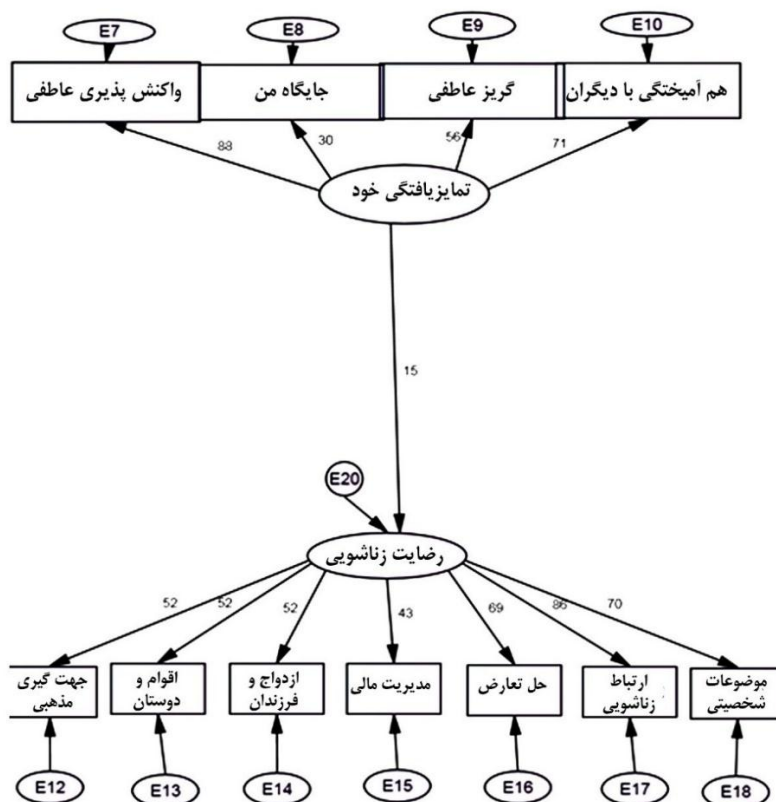 E7 E8 E9 E10
واکنش پذیری عاطفی
جایگاه من
گریز عاطفی
هم آمیختگی با دیگران
88 30 56 71
تمایزیافتگی خود
15
E20
رضایت زناشویی
52 52 52 43 69 86 70
جهت گیری
مذهبی
اقوام و
دوستان
ازدواج و
فرزندان
مدیریت مالی
حل تعارض
ارتباط
زناشویی
موضوعات
شخصیتی
E12 E13 E14 E15 E16 E17 E18